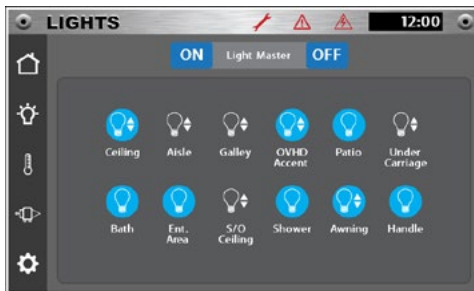 LIGHTS 12:00
ON Light Master OFF
Ceiling Aisle Galley OVHD Accent Patio Under Carriage
Bath Ent. Area S/O Ceiling Shower Awning Handle